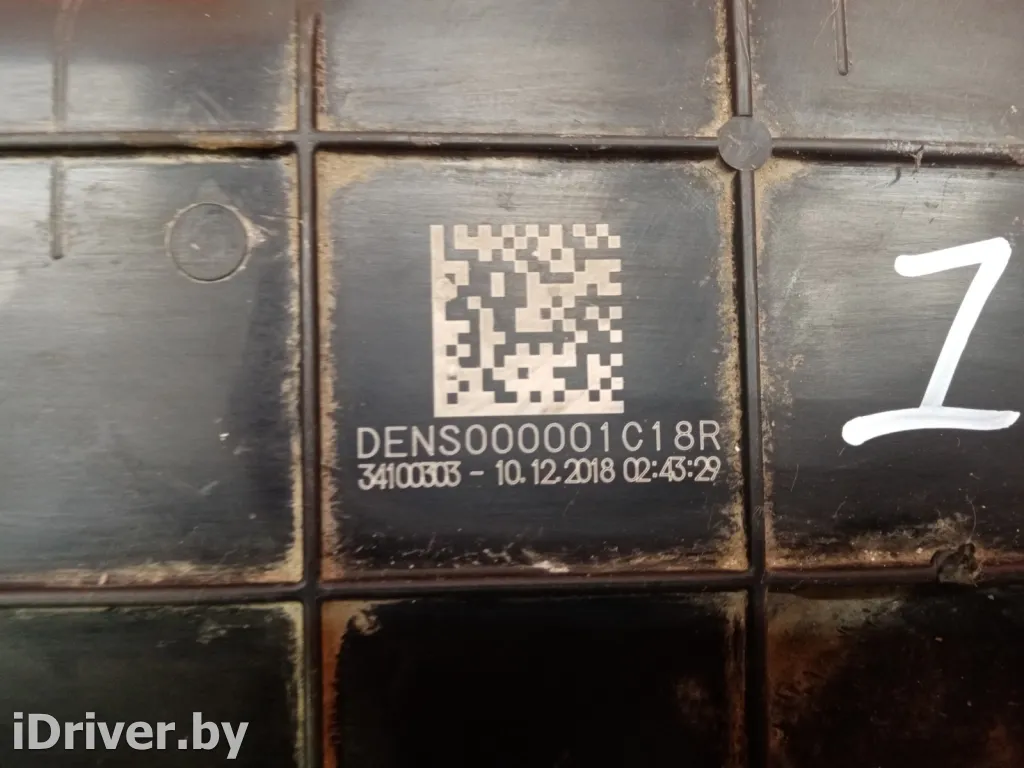 1
DENS000001C18R
34100303 - 10.12.2018 02:43:29
iDriver.by